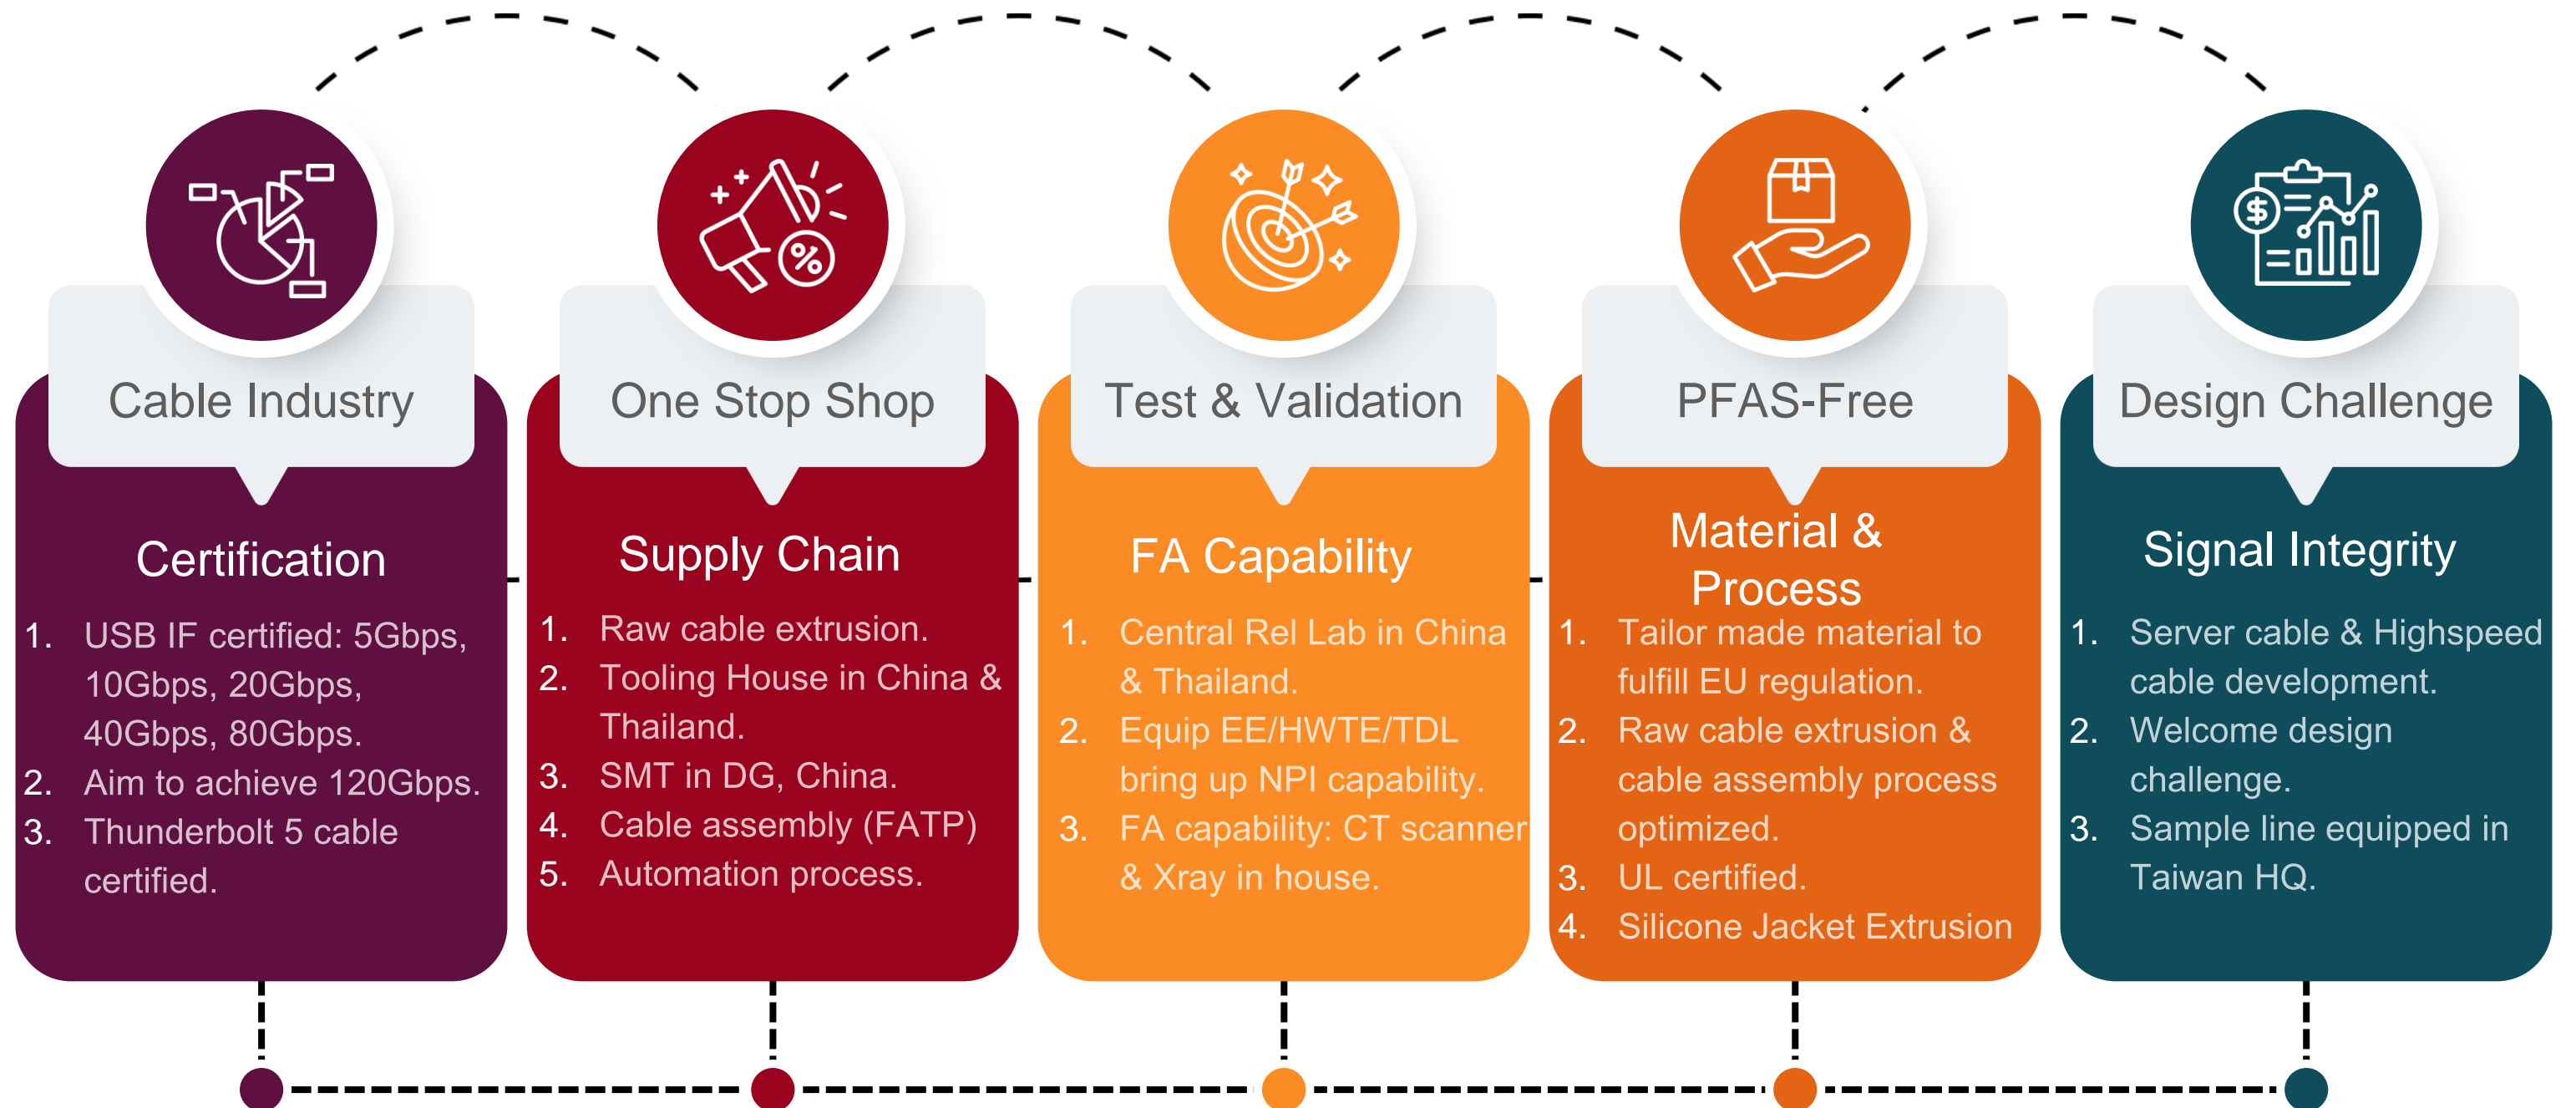 Cable Industry
Certification
1. USB IF certified: 5Gbps,
10Gbps, 20Gbps,
40Gbps, 80Gbps.
2. Aim to achieve 120Gbps.
3. Thunderbolt 5 cable
certified.
One Stop Shop
Supply Chain
1. Raw cable extrusion.
2. Tooling House in China &
Thailand.
3. SMT in DG, China.
4. Cable assembly (FATP)
5. Automation process.
Test & Validation
FA Capability
1. Central Rel Lab in China
& Thailand.
2. Equip EE/HWTE/TDL
bring up NPI capability.
3. FA capability: CT scanner
& Xray in house.
PFAS-Free
Material &
Process
1. Tailor made material to
fulfill EU regulation.
2. Raw cable extrusion &
cable assembly process
optimized.
3. UL certified.
4. Silicone Jacket Extrusion
Design Challenge
Signal Integrity
1. Server cable & Highspeed
cable development.
2. Welcome design
challenge.
3. Sample line equipped in
Taiwan HQ.